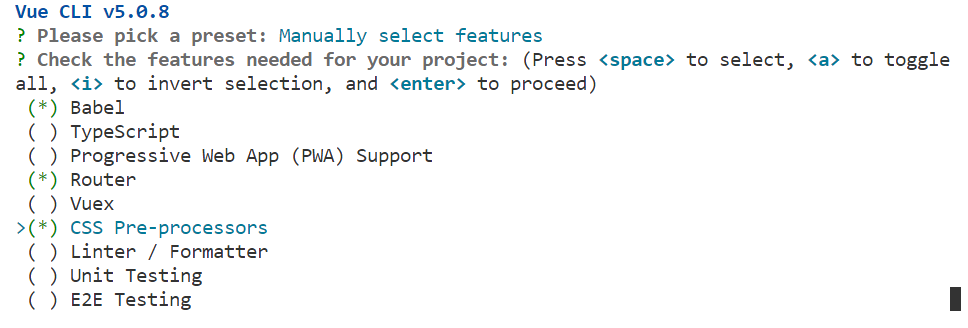 Vue CLI v5.0.8
? Please pick a preset: Manually select features
? Check the features needed for your project: (Press <space> to select, <a> to toggle
all, <i> to invert selection, and <enter> to proceed)
(*) Babel
( ) TypeScript
( ) Progressive Web App (PWA) Support
(*) Router
( ) Vuex
>(*) CSS Pre-processors
( ) Linter / Formatter
( ) Unit Testing
( ) E2E Testing